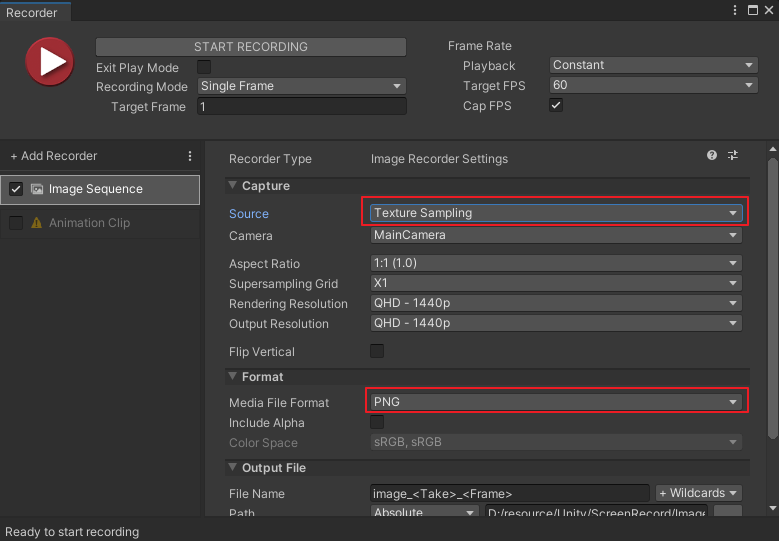 Recorder
START RECORDING
Exit Play Mode
Recording Mode Single Frame
Target Frame 1
Frame Rate
Playback Constant
Target FPS 60
Cap FPS
+ Add Recorder
Image Sequence
Animation Clip
Recorder Type Image Recorder Settings
Capture
Source Texture Sampling
Camera MainCamera
Aspect Ratio 1:1 (1.0)
Supersampling Grid X1
Rendering Resolution QHD - 1440p
Output Resolution QHD - 1440p
Flip Vertical
Format
Media File Format PNG
Include Alpha
Color Space sRGB, sRGB
Output File
File Name image_<Take>_<Frame> + Wildcards
Path Absolute D:/resource/Unity/ScreenRecord/Image
Ready to start recording